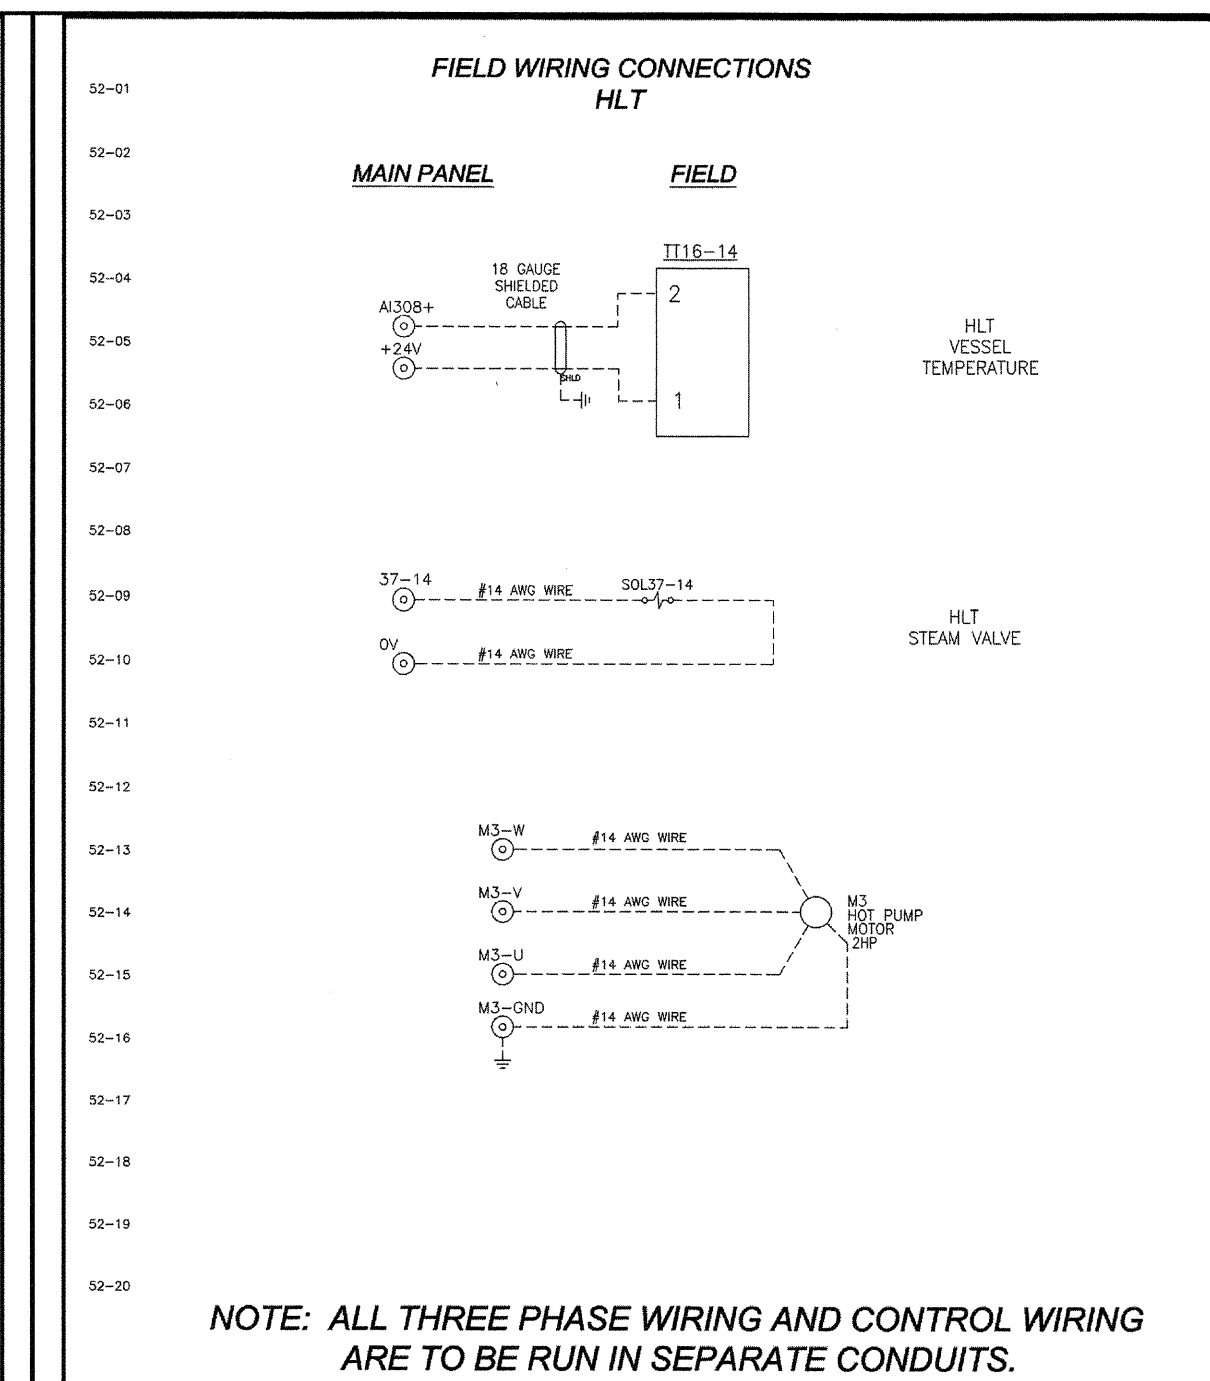 FIELD WIRING CONNECTIONS
HLT
MAIN PANEL
FIELD
52-01
52-02
52-03
52-04
52-05
52-06
52-07
52-08
52-09
52-10
52-11
52-12
52-13
52-14
52-15
52-16
52-17
52-18
52-19
52-20
TT16-14
18 GAUGE
SHIELDED
CABLE
AI308+
+24V
SHLD
2
1
HLT
VESSEL
TEMPERATURE
37-14
#14 AWG WIRE
SOL37-14
0V
#14 AWG WIRE
HLT
STEAM VALVE
M3-W
#14 AWG WIRE
M3-V
#14 AWG WIRE
M3-U
#14 AWG WIRE
M3-GND
#14 AWG WIRE
M3
HOT PUMP
MOTOR
2HP
NOTE: ALL THREE PHASE WIRING AND CONTROL WIRING
ARE TO BE RUN IN SEPARATE CONDUITS.